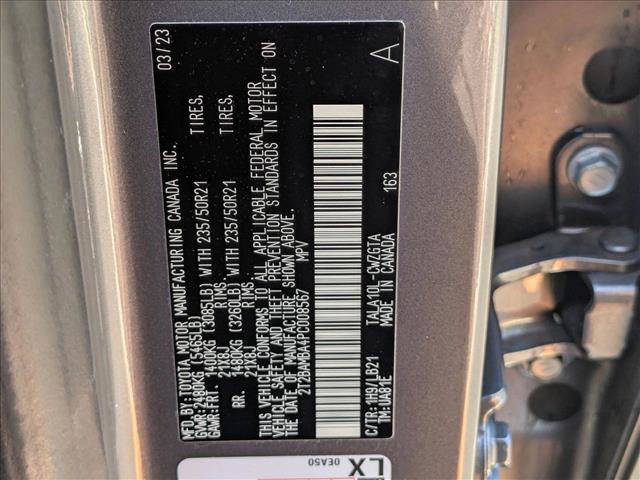 MFD. BY: TOYOTA MOTOR MANUFACTURING CANADA INC. 03/23
GVWR: 2480KG (5465LB)
GAWR:FRT. 1400KG (3085LB) WITH 235/50R21 TIRES,
21X8J RIMS,
RR. 1480KG (3260LB) WITH 235/50R21 TIRES,
21X8J RIMS,
THIS VEHICLE CONFORMS TO ALL APPLICABLE FEDERAL MOTOR
VEHICLE SAFETY AND THEFT PREVENTION STANDARDS IN EFFECT ON
THE DATE OF MANUFACTURE SHOWN ABOVE.
2T2BAMBA4PC008567 MPV
A
C/TR:1H9/LB21 TALA10L-CWZGTA 163
TM:UA81E MADE IN CANADA
0EA50
LX